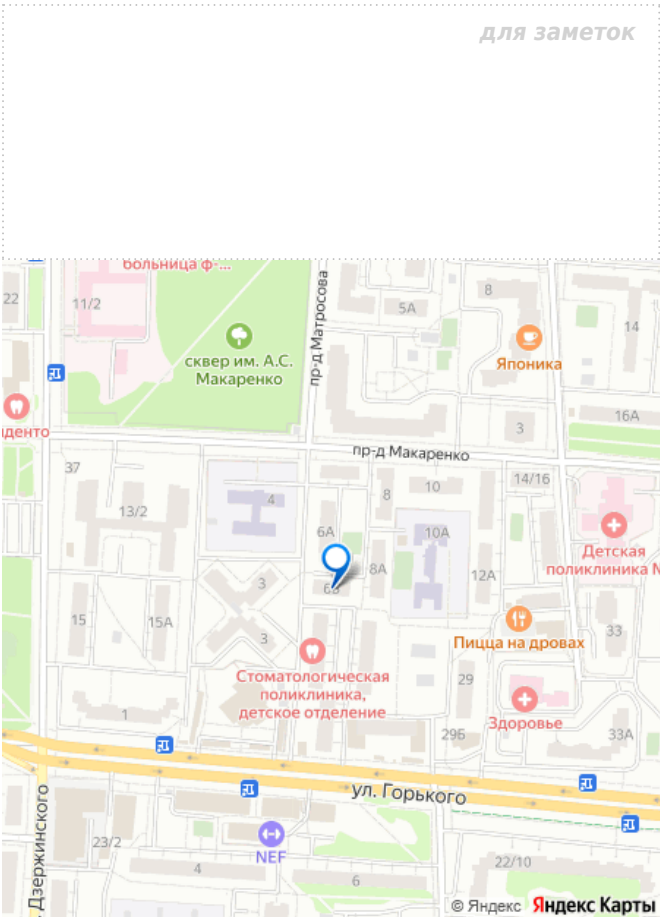 для заметок
больница ф-...
22
11/2
пр-д Матросова
5А
8
14
сквер им. А.С.
Макаренко
Японика
16А
3
пр-д Макаренко
37
13/2
4
8
10
14/16
6А
10А
Детская
поликлиника №
8А
12А
3
3
15
15А
Пицца на дровах
33
Стоматологическая
поликлиника,
детское отделение
29
Здоровье
1
29Б
33А
ул. Горького
Дзержинского
23/2
NEF
4
6
22/10
© Яндекс
Яндекс Карты